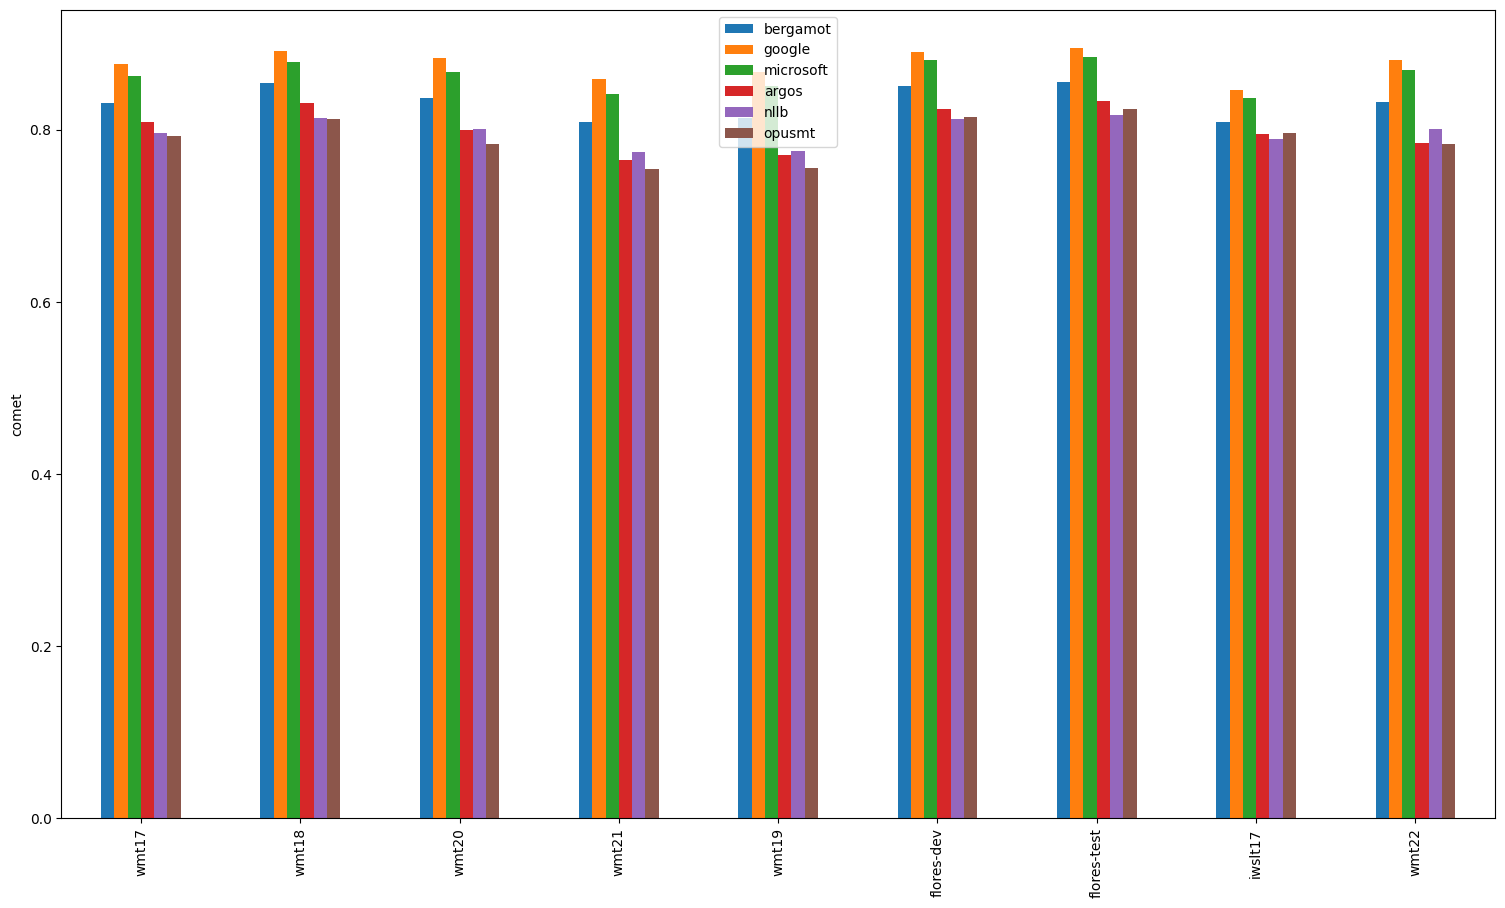 bergamot
google
microsoft
argos
nllb
opusmt
comet
0.8
0.6
0.4
0.2
0.0
wmt17
wmt18
wmt20
wmt21
wmt19
flores-dev
flores-test
iwslt17
wmt22